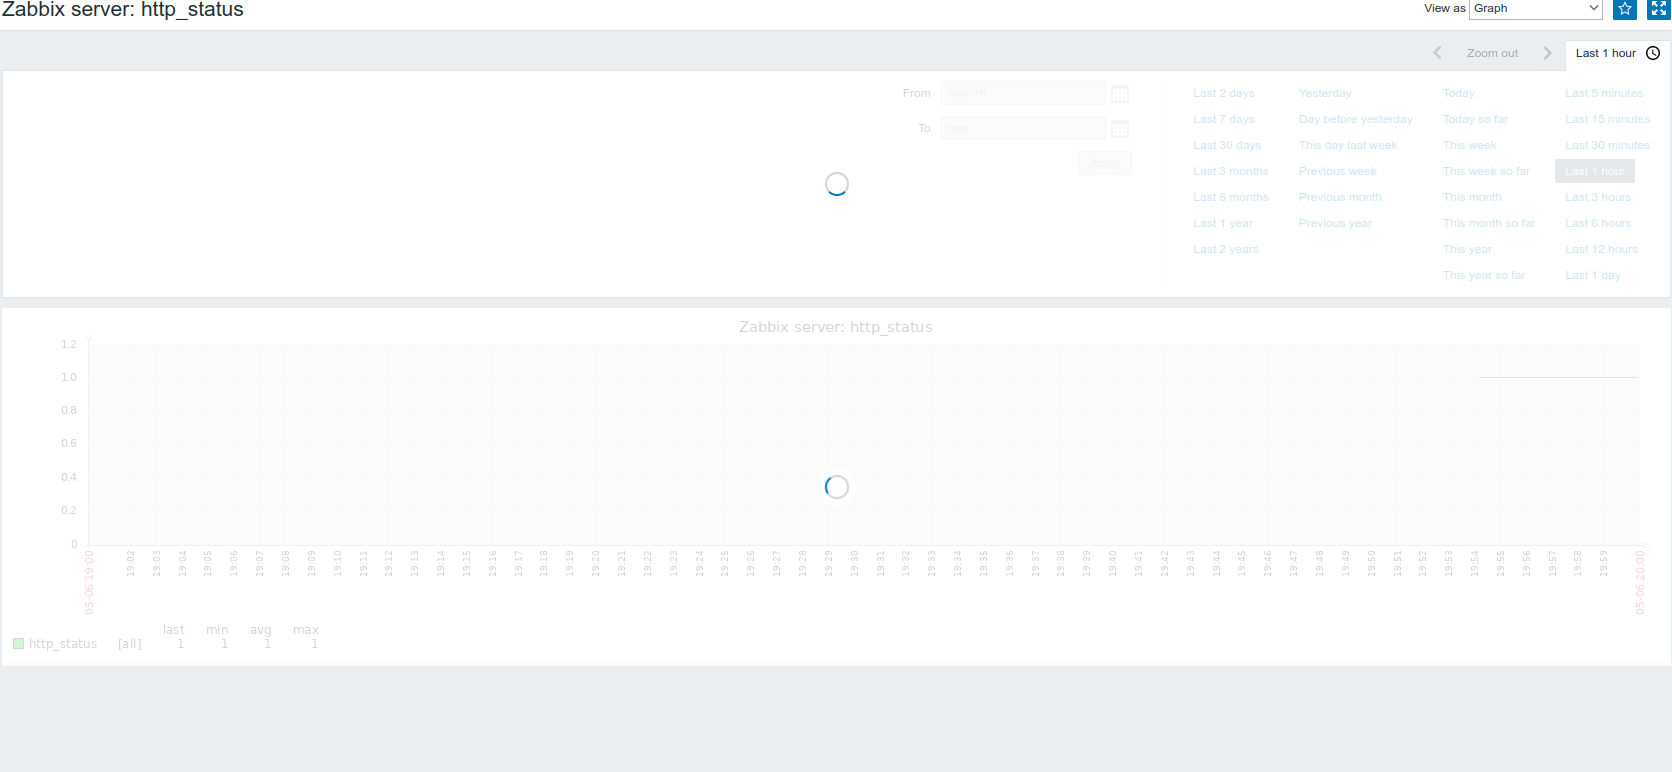 Zabbix server: http_status
View as Graph
Zoom out Last 1 hour
From now-1h
To now
Apply
Last 2 days Yesterday Today Last 5 minutes
Last 7 days Day before yesterday Today so far Last 15 minutes
Last 30 days This day last week This week Last 30 minutes
Last 3 months Previous week This week so far Last 1 hour
Last 6 months Previous month This month Last 3 hours
Last 1 year Previous year This month so far Last 6 hours
Last 2 years This year Last 12 hours
This year so far Last 1 day
Zabbix server: http_status
1.2
1.0
0.8
0.6
0.4
0.2
0
05-06 19:00 19:02 19:03 19:04 19:05 19:06 19:07 19:08 19:09 19:10 19:11 19:12 19:13 19:14 19:15 19:16 19:17 19:18 19:19 19:20 19:21 19:22 19:23 19:24 19:25 19:26 19:27 19:28 19:29 19:30 19:31 19:32 19:33 19:34 19:35 19:36 19:37 19:38 19:39 19:40 19:41 19:42 19:43 19:44 19:45 19:46 19:47 19:48 19:49 19:50 19:51 19:52 19:53 19:54 19:55 19:56 19:57 19:58 19:59 05-06 20:00
last min avg max
http_status [all] 1 1 1 1